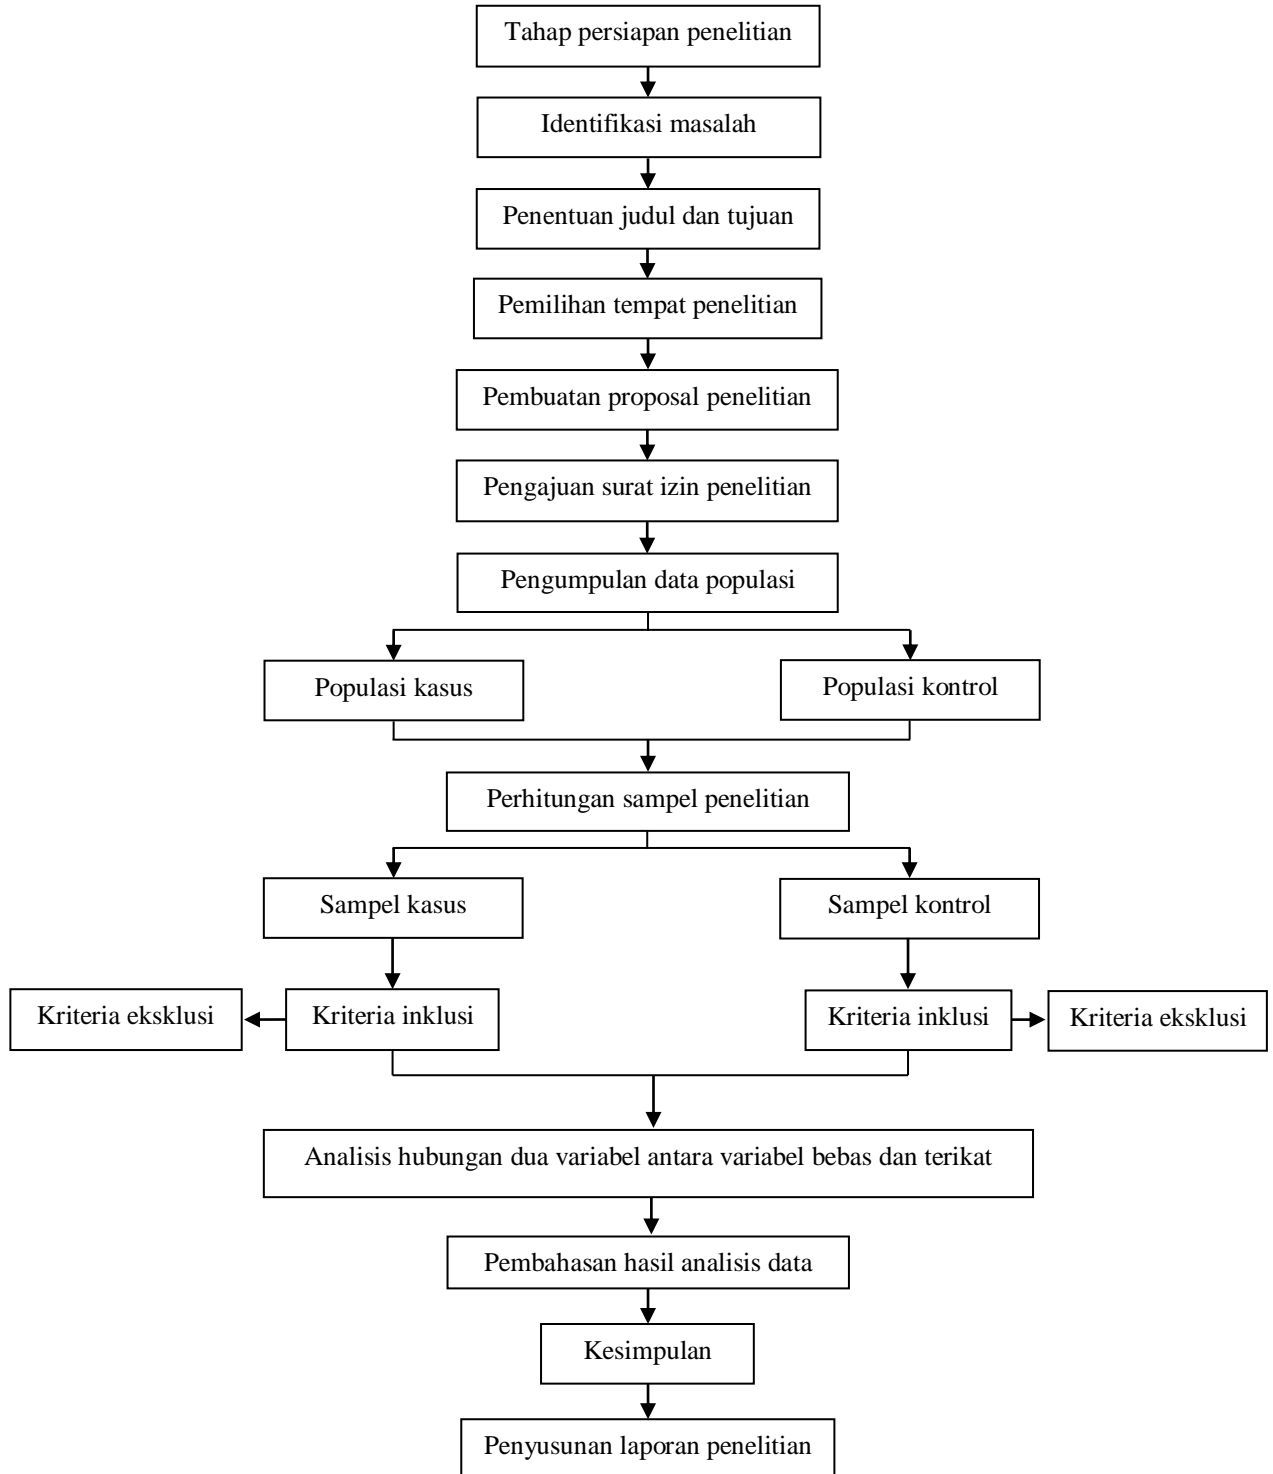 Tahap persiapan penelitian
Identifikasi masalah
Penentuan judul dan tujuan
Pemilihan tempat penelitian
Pembuatan proposal penelitian
Pengajuan surat izin penelitian
Pengumpulan data populasi
Populasi kasus
Populasi kontrol
Perhitungan sampel penelitian
Sampel kasus
Sampel kontrol
Kriteria eksklusi
Kriteria inklusi
Kriteria inklusi
Kriteria eksklusi
Analisis hubungan dua variabel antara variabel bebas dan terikat
Pembahasan hasil analisis data
Kesimpulan
Penyusunan laporan penelitian